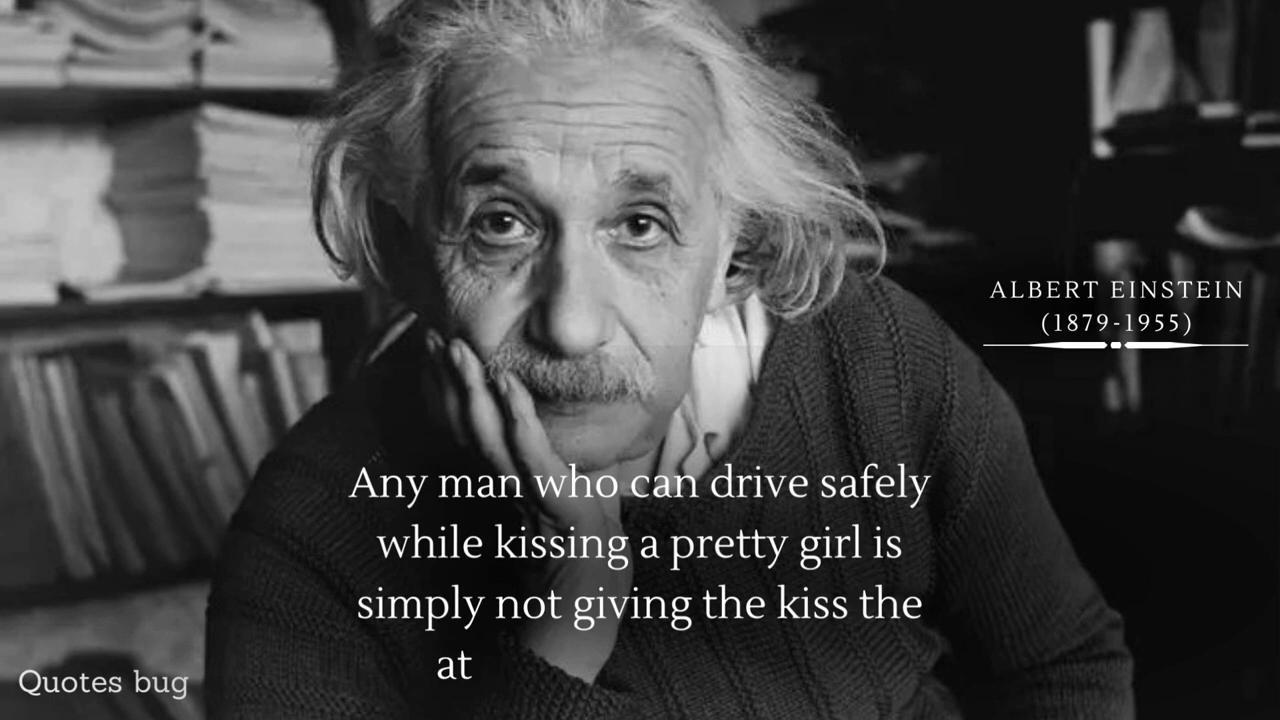 ALBERT EINSTEIN
(1879-1955)
Any man who can drive safely
while kissing a pretty girl is
simply not giving the kiss the
at
Quotes bug